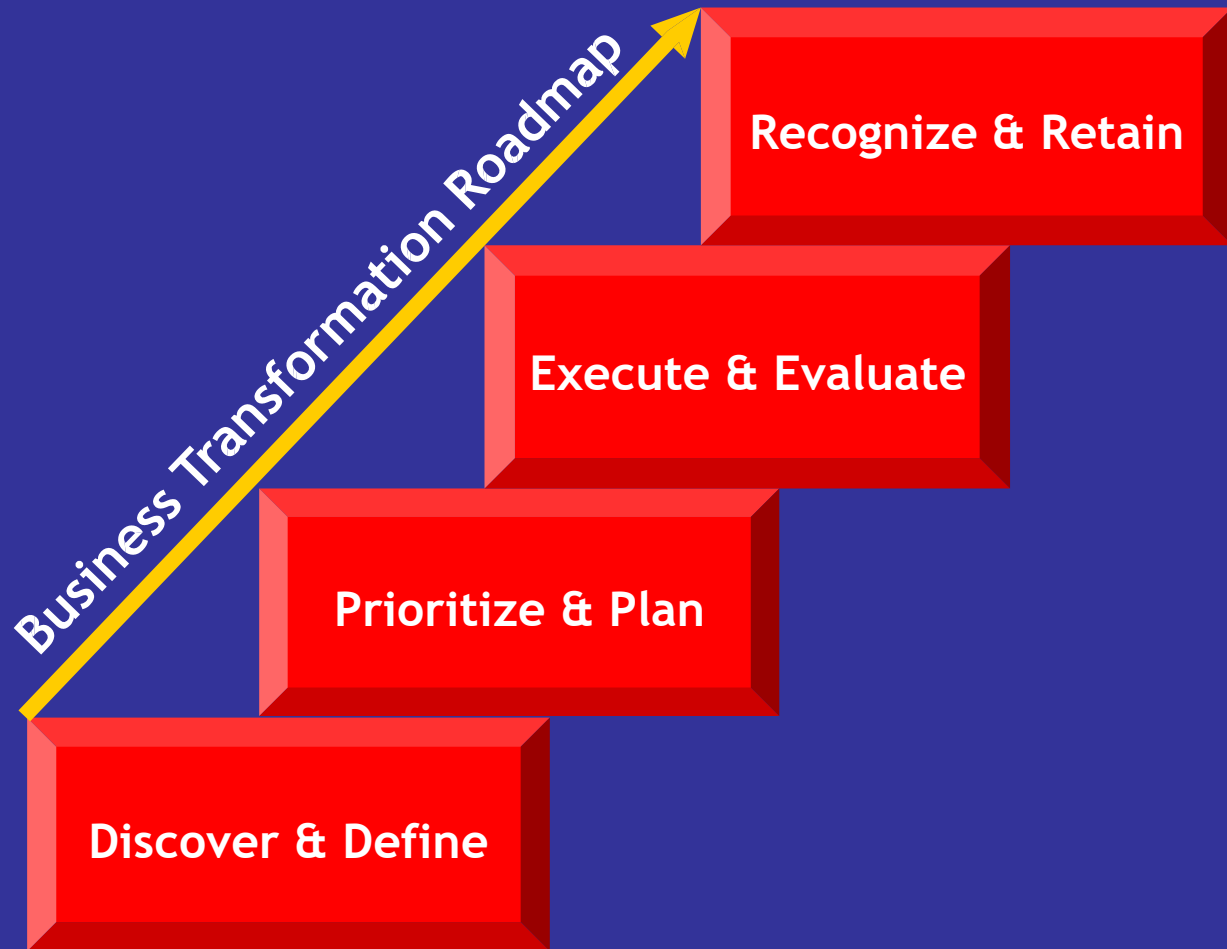 Business Transformation Roadmap
Recognize & Retain
Execute & Evaluate
Prioritize & Plan
Discover & Define